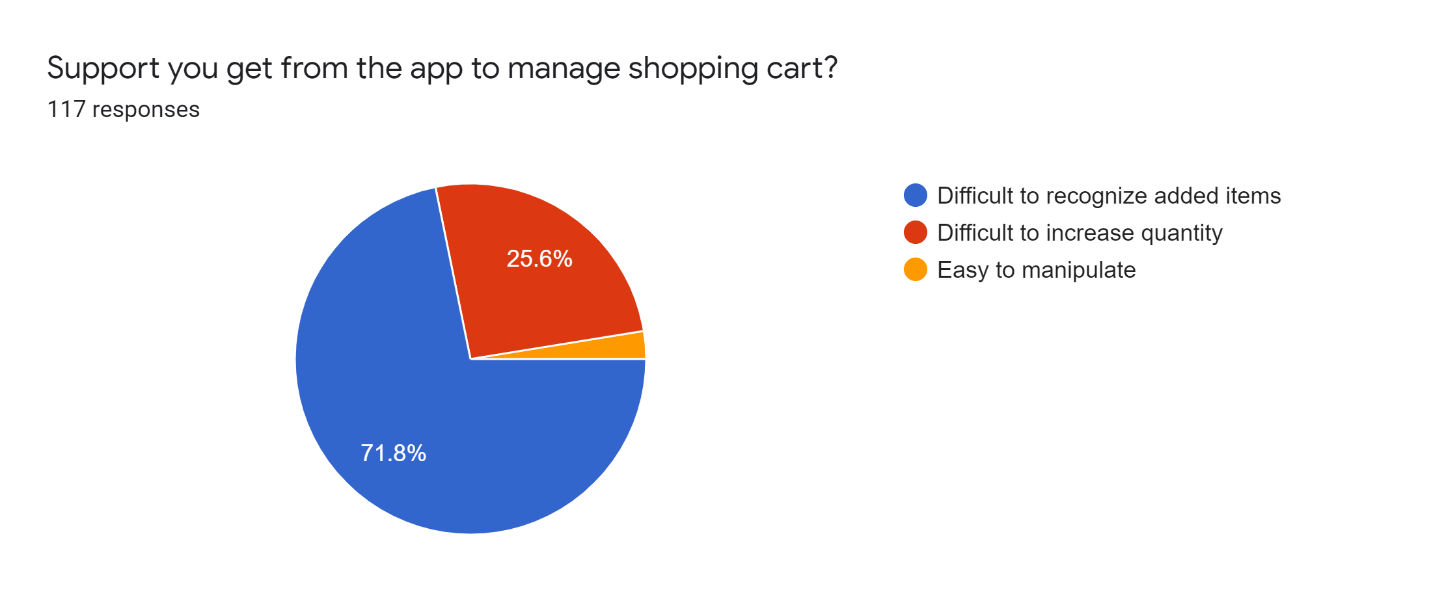 Support you get from the app to manage shopping cart?
117 responses
Difficult to recognize added items
Difficult to increase quantity
Easy to manipulate
25.6%
71.8%